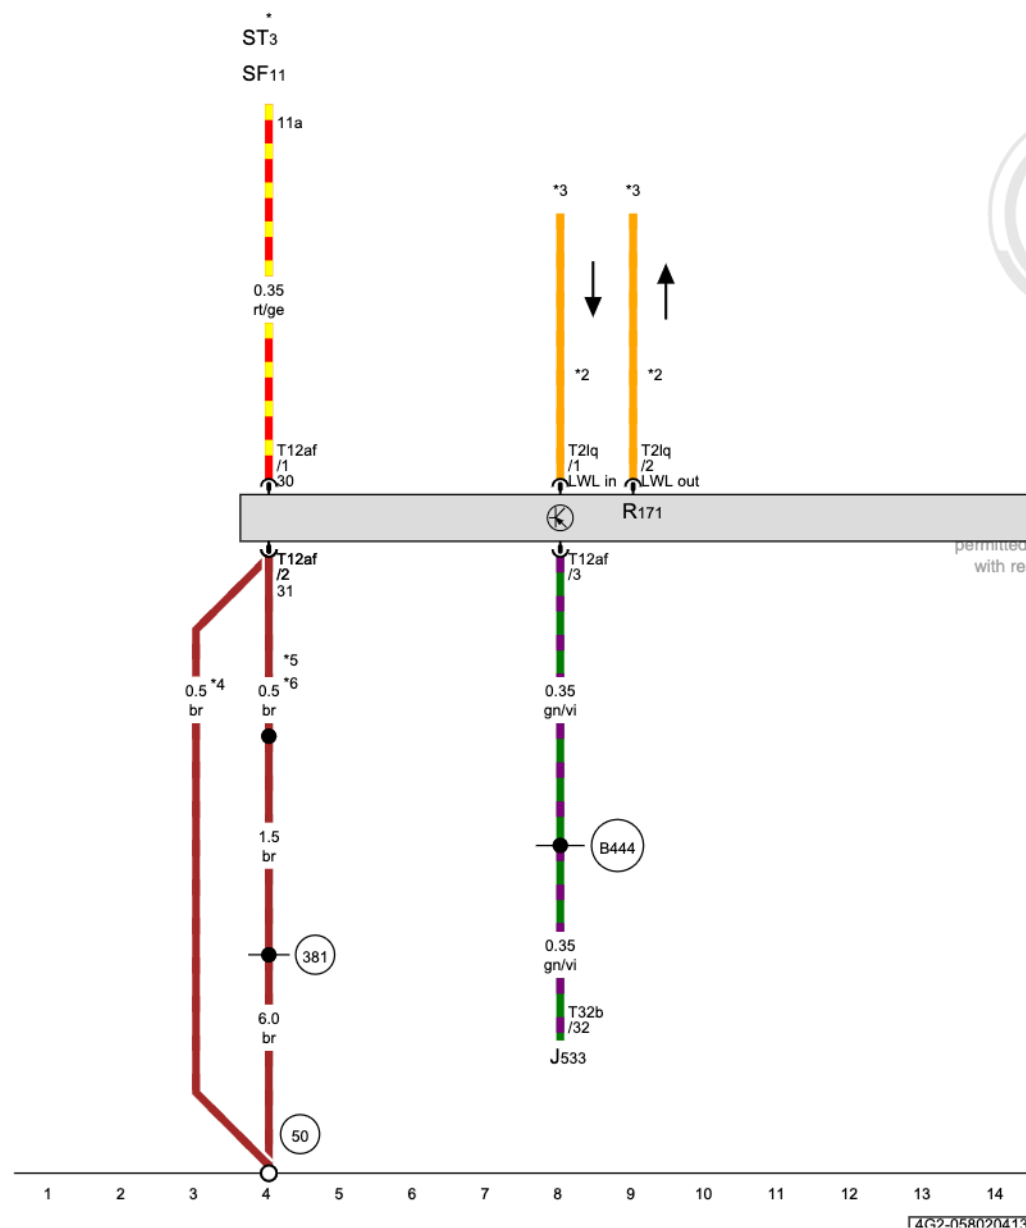 *
ST3
SF11
11a
*3 *3
0.35
rt/ge
*2 *2
T12af
/1
30
T2lq
/1
LWL in
T2lq
/2
LWL out
R171
permitted
with re
T12af
/2
31
T12af
/3
*5
0.5 *4
br
0.5 *6
br
0.35
gn/vi
1.5
br
B444
381
0.35
gn/vi
6.0
br
T32b
/32
J533
50
1 2 3 4 5 6 7 8 9 10 11 12 13 14
4G2-058020413